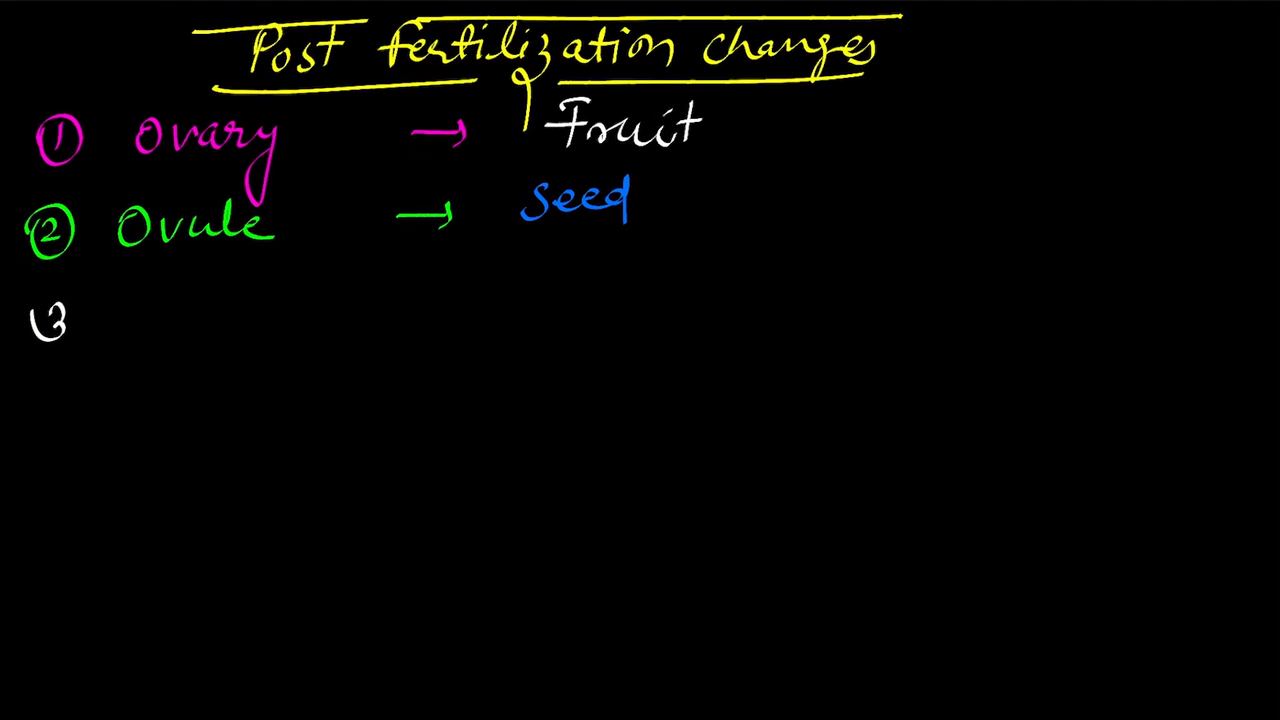 Post fertilization changes
① Ovary → Fruit
② Ovule → Seed
3